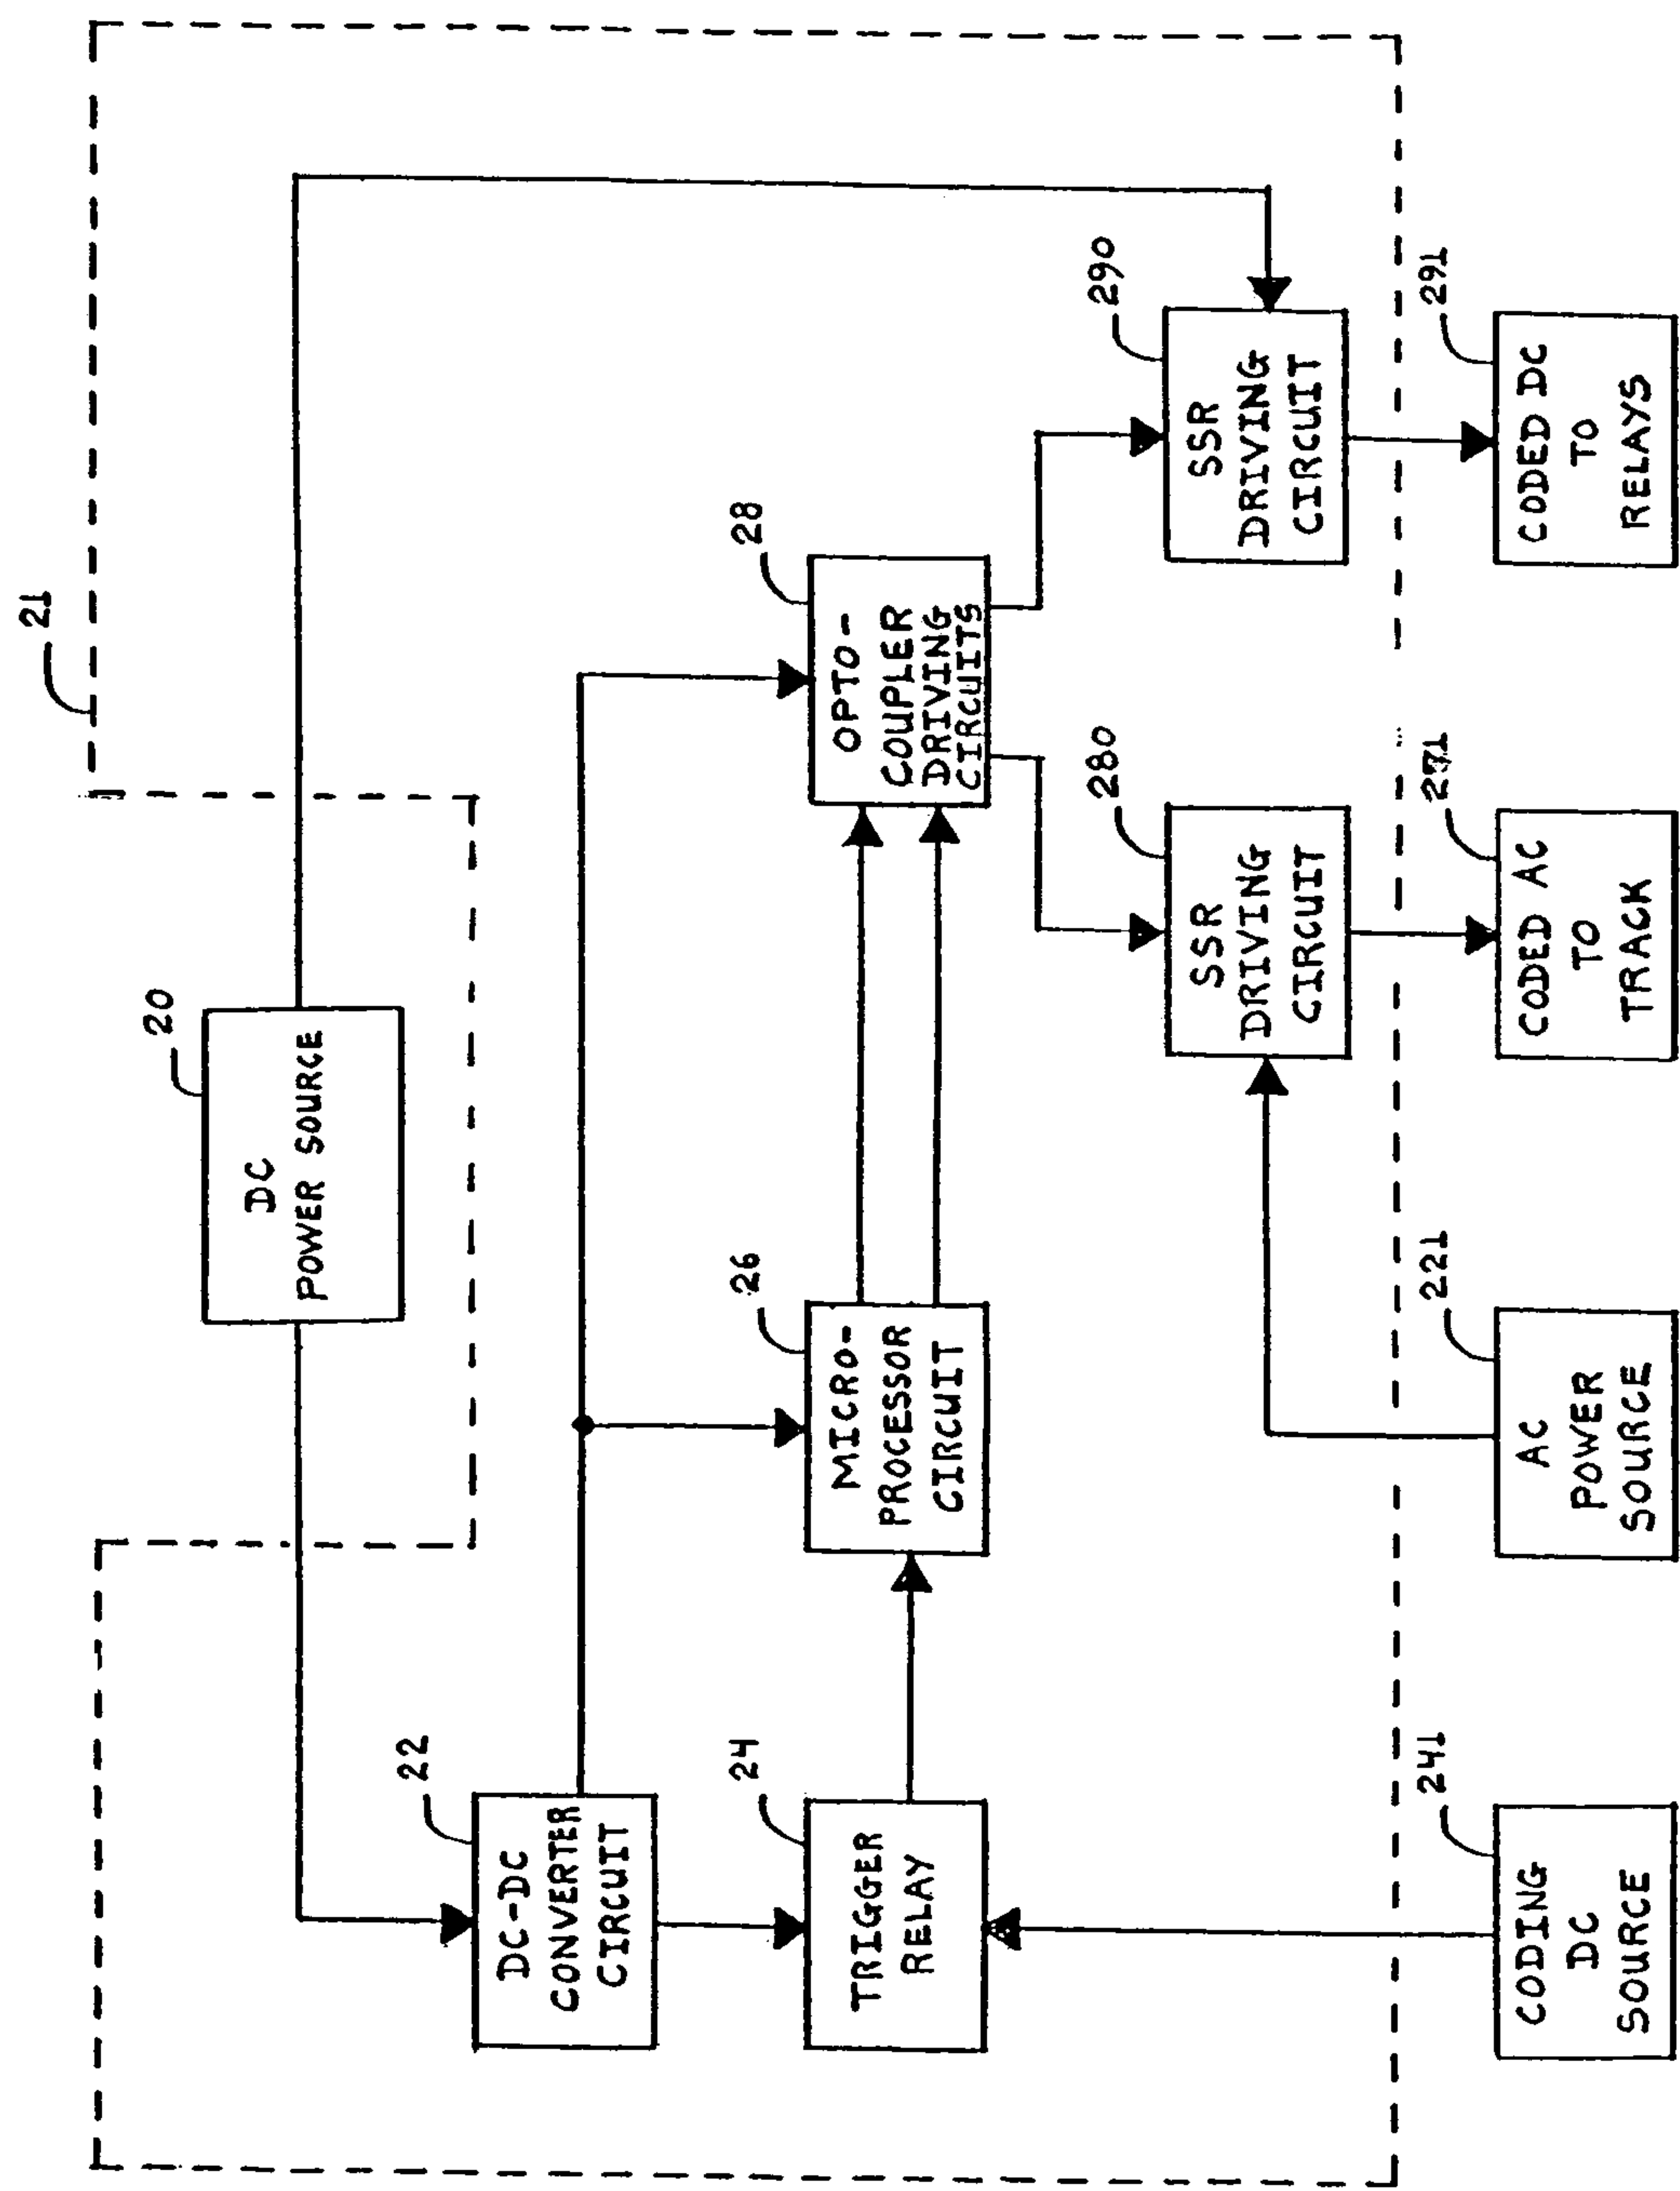 21
20
DC
POWER SOURCE
22
DC-DC
CONVERTER
CIRCUIT
24
TRIGGER
RELAY
26
MICRO-
PROCESSOR
CIRCUIT
28
OPTO-
COUPLER
DRIVING
CIRCUITS
280
SSR
DRIVING
CIRCUIT
290
SSR
DRIVING
CIRCUIT
241
CODING
DC
SOURCE
221
AC
POWER
SOURCE
271
CODED AC
TO
TRACK
291
CODED DC
TO
RELAYS